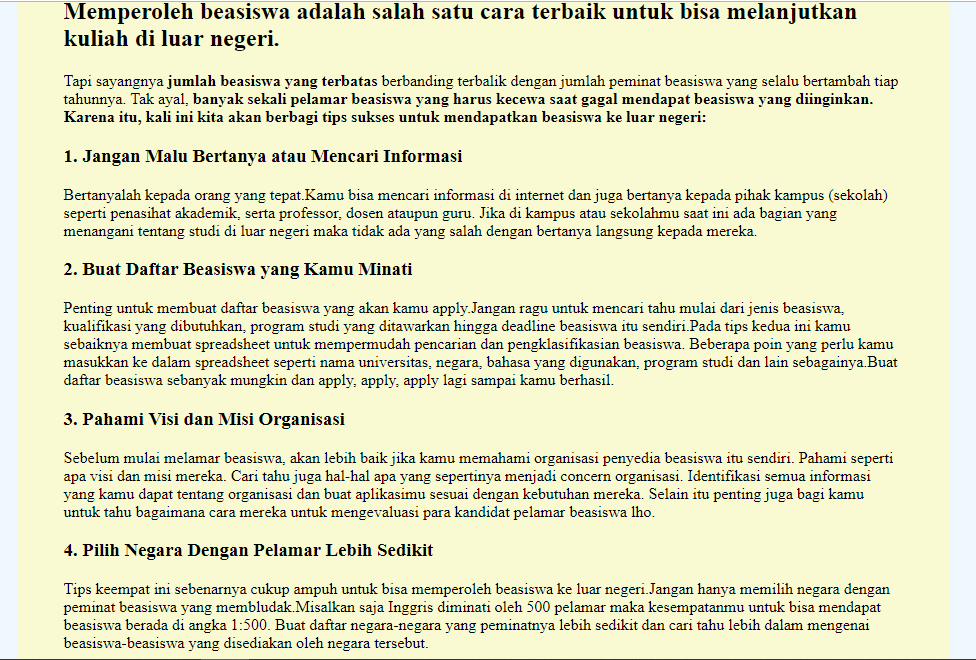 Memperoleh beasiswa adalah salah satu cara terbaik untuk bisa melanjutkan
kuliah di luar negeri.
Tapi sayangnya jumlah beasiswa yang terbatas berbanding terbalik dengan jumlah peminat beasiswa yang selalu bertambah tiap
tahunnya. Tak ayal, banyak sekali pelamar beasiswa yang harus kecewa saat gagal mendapat beasiswa yang diinginkan.
Karena itu, kali ini kita akan berbagi tips sukses untuk mendapatkan beasiswa ke luar negeri:
1. Jangan Malu Bertanya atau Mencari Informasi
Bertanyalah kepada orang yang tepat.Kamu bisa mencari informasi di internet dan juga bertanya kepada pihak kampus (sekolah)
seperti penasihat akademik, serta professor, dosen ataupun guru. Jika di kampus atau sekolahmu saat ini ada bagian yang
menangani tentang studi di luar negeri maka tidak ada yang salah dengan bertanya langsung kepada mereka.
2. Buat Daftar Beasiswa yang Kamu Minati
Penting untuk membuat daftar beasiswa yang akan kamu apply.Jangan ragu untuk mencari tahu mulai dari jenis beasiswa,
kualifikasi yang dibutuhkan, program studi yang ditawarkan hingga deadline beasiswa itu sendiri.Pada tips kedua ini kamu
sebaiknya membuat spreadsheet untuk mempermudah pencarian dan pengklasifikasian beasiswa. Beberapa poin yang perlu kamu
masukkan ke dalam spreadsheet seperti nama universitas, negara, bahasa yang digunakan, program studi dan lain sebagainya.Buat
daftar beasiswa sebanyak mungkin dan apply, apply, apply lagi sampai kamu berhasil.
3. Pahami Visi dan Misi Organisasi
Sebelum mulai melamar beasiswa, akan lebih baik jika kamu memahami organisasi penyedia beasiswa itu sendiri. Pahami seperti
apa visi dan misi mereka. Cari tahu juga hal-hal apa yang sepertinya menjadi concern organisasi. Identifikasi semua informasi
yang kamu dapat tentang organisasi dan buat aplikasimu sesuai dengan kebutuhan mereka. Selain itu penting juga bagi kamu
untuk tahu bagaimana cara mereka untuk mengevaluasi para kandidat pelamar beasiswa lho.
4. Pilih Negara Dengan Pelamar Lebih Sedikit
Tips keempat ini sebenarnya cukup ampuh untuk bisa memperoleh beasiswa ke luar negeri.Jangan hanya memilih negara dengan
peminat beasiswa yang membludak.Misalkan saja Inggris diminati oleh 500 pelamar maka kesempatanmu untuk bisa mendapat
beasiswa berada di angka 1:500. Buat daftar negara-negara yang peminatnya lebih sedikit dan cari tahu lebih dalam mengenai
beasiswa-beasiswa yang disediakan oleh negara tersebut.